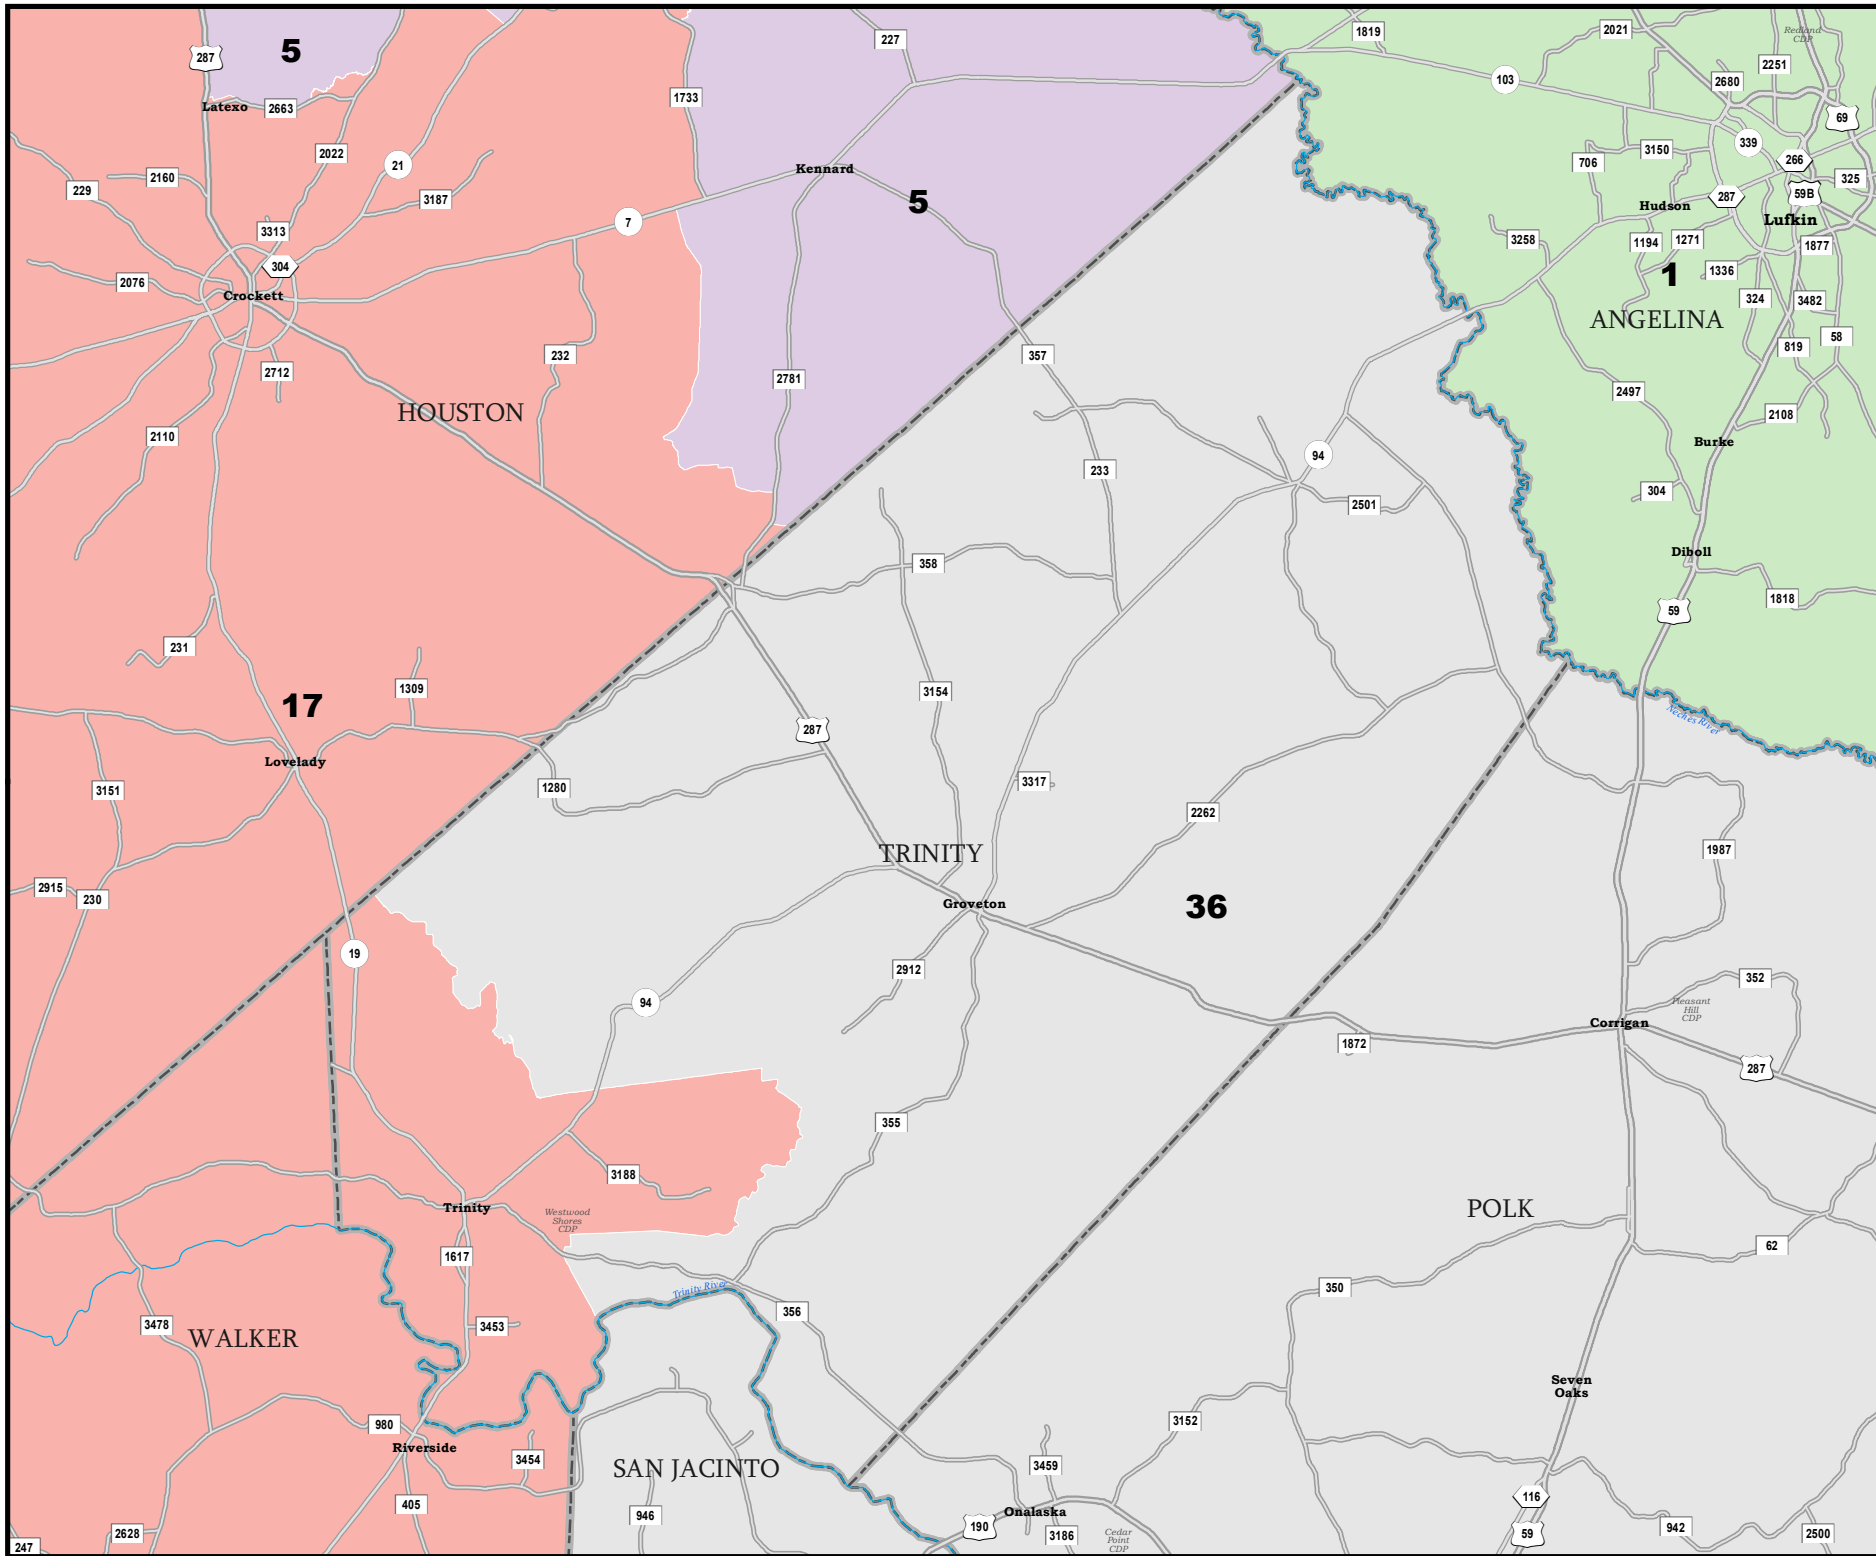 5
227
1819
2021
Redland
CDP
287
2251
2680
103
Latexo
2663
1733
69
339
2022
21
3150
266
706
Kennard
325
2160
229
3187
5
287
59B
Hudson
Lufkin
7
3313
3258
1194
1271
1877
304
1336
1
2076
Crockett
324
3482
ANGELINA
58
232
357
819
2712
2781
2497
HOUSTON
2108
2110
Burke
94
233
304
2501
358
Diboll
1818
59
231
1309
3154
17
Neches River
287
Lovelady
3151
1280
3317
2262
TRINITY
1987
2915
230
Groveton
36
19
2912
352
94
Pleasant
Hill
CDP
Corrigan
1872
287
355
3188
Trinity
Westwood
Shores
CDP
POLK
1617
62
Trinity River
350
356
3478
3453
WALKER
Seven
Oaks
980
3152
Riverside
3454
SAN JACINTO
3459
405
116
946
Onalaska
190
3186
Cedar
Point
CDP
59
942
2500
2628
247